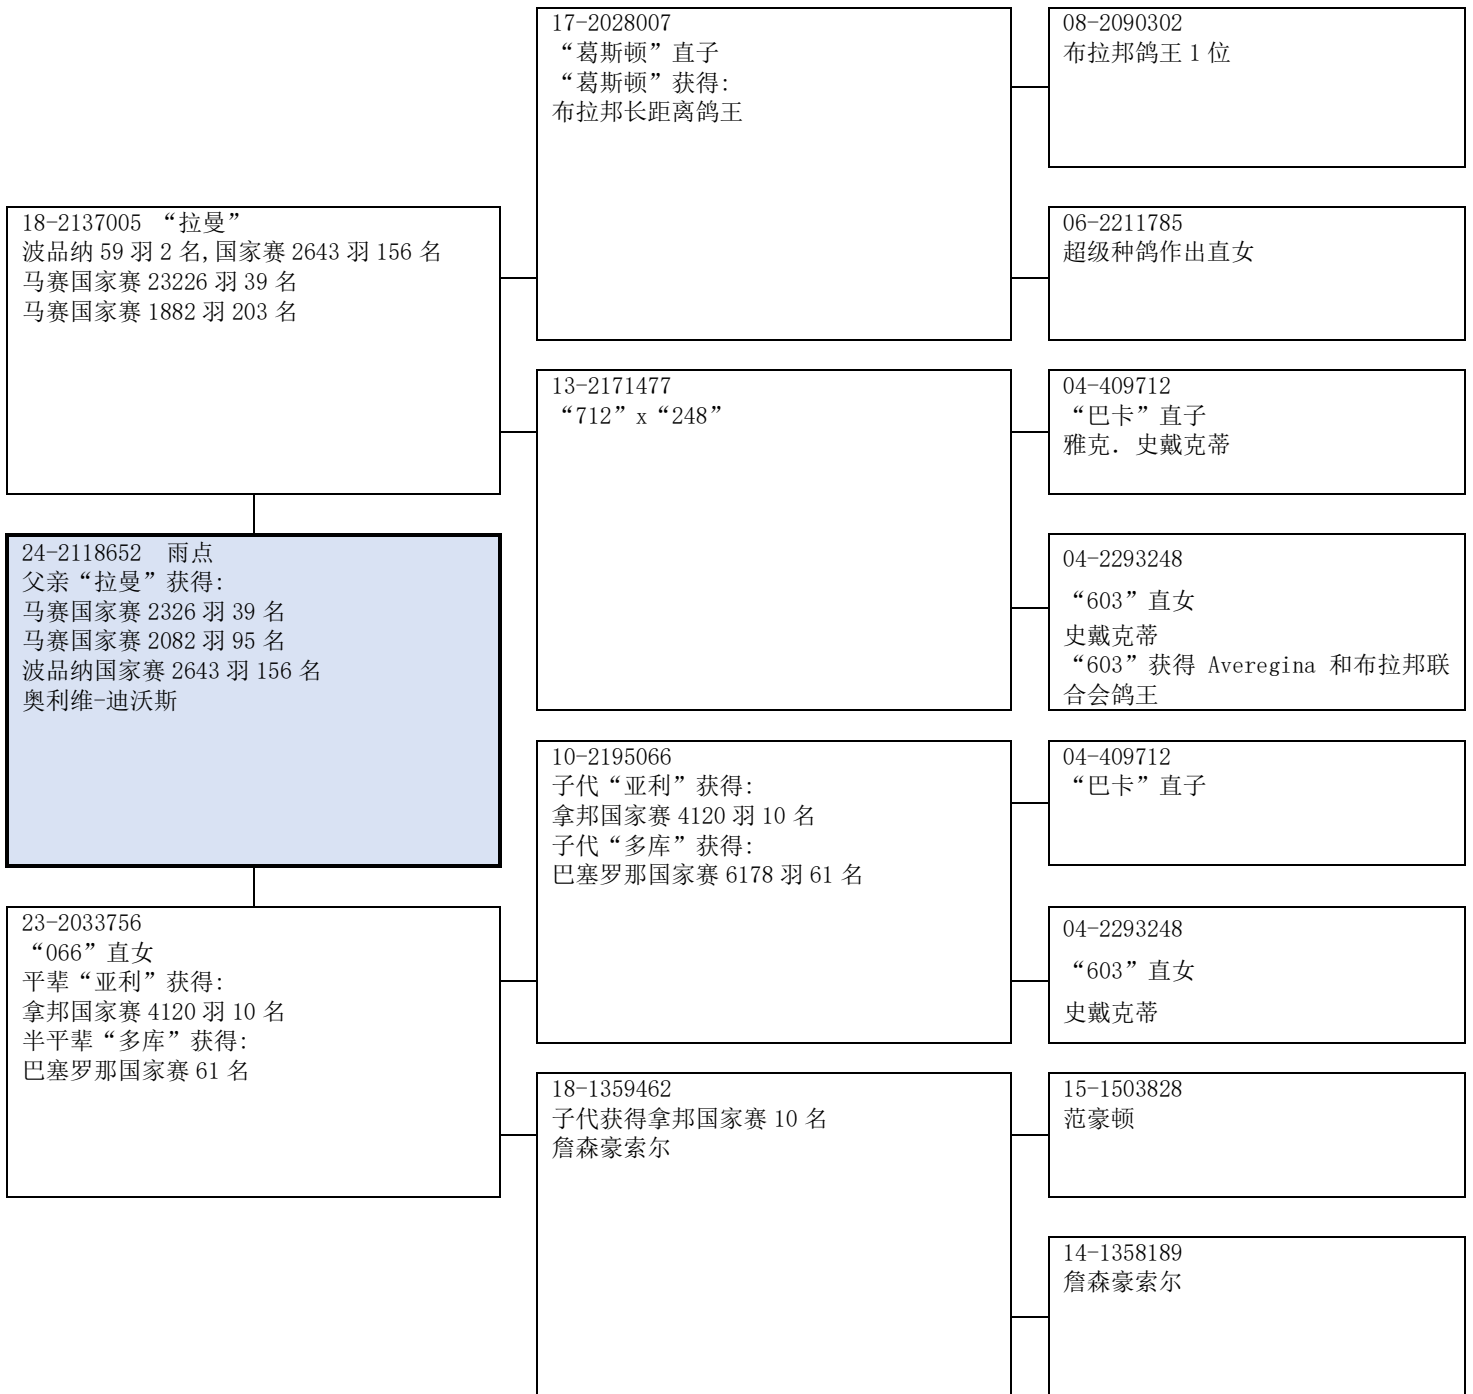 17-2028007
“葛斯顿”直子
“葛斯顿”获得:
布拉邦长距离鸽王
08-2090302
布拉邦鸽王 1 位
18-2137005 “拉曼”
波品纳 59 羽 2 名,国家赛 2643 羽 156 名
马赛国家赛 23226 羽 39 名
马赛国家赛 1882 羽 203 名
06-2211785
超级种鸽作出直女
13-2171477
“712”x“248”
04-409712
“巴卡”直子
雅克. 史戴克蒂
24-2118652 雨点
父亲“拉曼”获得:
马赛国家赛 2326 羽 39 名
马赛国家赛 2082 羽 95 名
波品纳国家赛 2643 羽 156 名
奥利维-迪沃斯
04-2293248
“603”直女
史戴克蒂
“603”获得 Averegina 和布拉邦联
合会鸽王
10-2195066
子代“亚利”获得:
拿邦国家赛 4120 羽 10 名
子代“多库”获得:
巴塞罗那国家赛 6178 羽 61 名
04-409712
“巴卡”直子
23-2033756
“066”直女
平辈“亚利”获得:
拿邦国家赛 4120 羽 10 名
半平辈“多库”获得:
巴塞罗那国家赛 61 名
04-2293248
“603”直女
史戴克蒂
18-1359462
子代获得拿邦国家赛 10 名
詹森豪索尔
15-1503828
范豪顿
14-1358189
詹森豪索尔